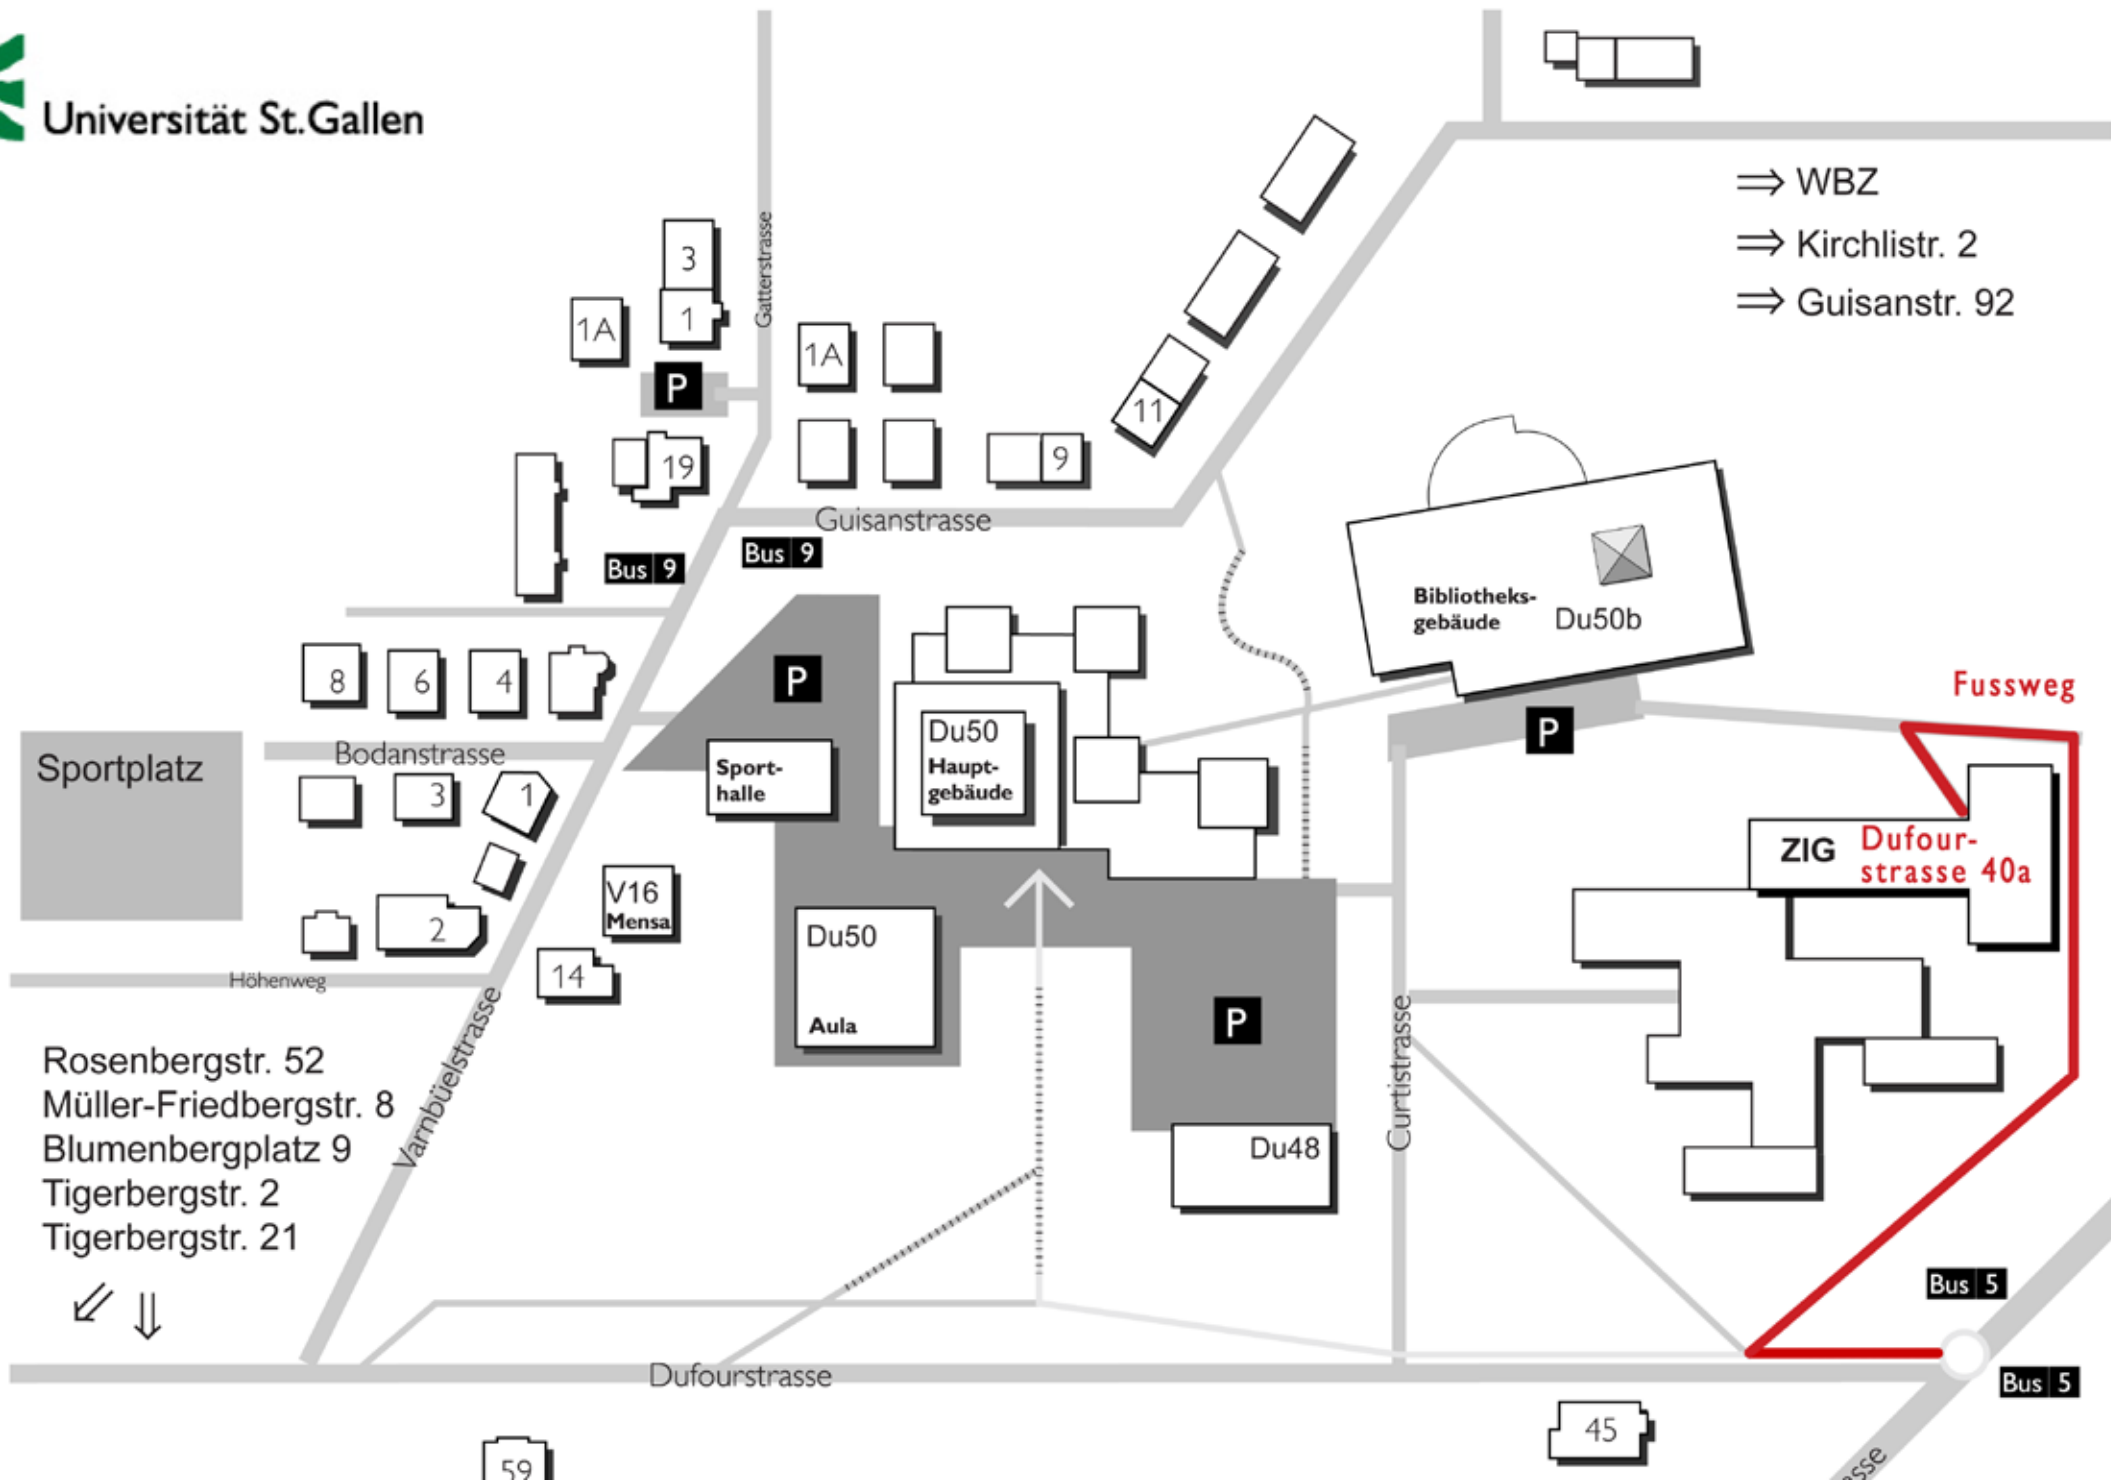 Universität St.Gallen
⇒ WBZ
⇒ Kirchlistr. 2
⇒ Guisanstr. 92
Gatterstrasse
3
1
1A
P
1A
11
19
9
Guisanstrasse
Bus 9
Bus 9
Bibliotheks-
gebäude
Du50b
8
6
4
P
Fussweg
Sportplatz
Bodanstrasse
Du50
Haupt-
gebäude
P
Sport-
halle
3
1
ZIG
Dufour-
strasse 40a
V16
Mensa
2
Du50
Aula
14
Höhenweg
P
Varnbüelstrasse
Curtistrasse
Rosenbergstr. 52
Müller-Friedbergstr. 8
Blumenbergplatz 9
Tigerbergstr. 2
Tigerbergstr. 21
Du48
Bus 5
Dufourstrasse
Bus 5
45
59